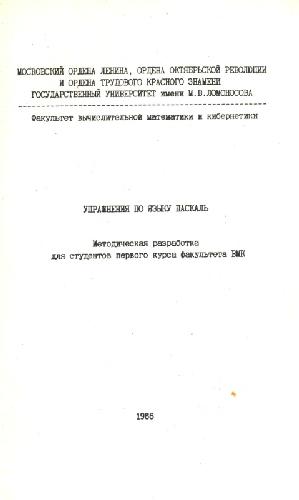 МОСКОВСКИЙ ОРДЕНА ЛЕНИНА, ОРДЕНА ОКТЯБРЬСКОЙ РЕВОЛЮЦИИ
И ОРДЕНА ТРУДОВОГО КРАСНОГО ЗНАМЕНИ
ГОСУДАРСТВЕННЫЙ УНИВЕРСИТЕТ имени М.В.ЛОМОНОСОВА
Факультет вычислительной математики и кибернетики
УПРАЖНЕНИЯ ПО ЯЗЫКУ ПАСКАЛЬ
Методическая разработка
для студентов первого курса факультета ВМК
1986